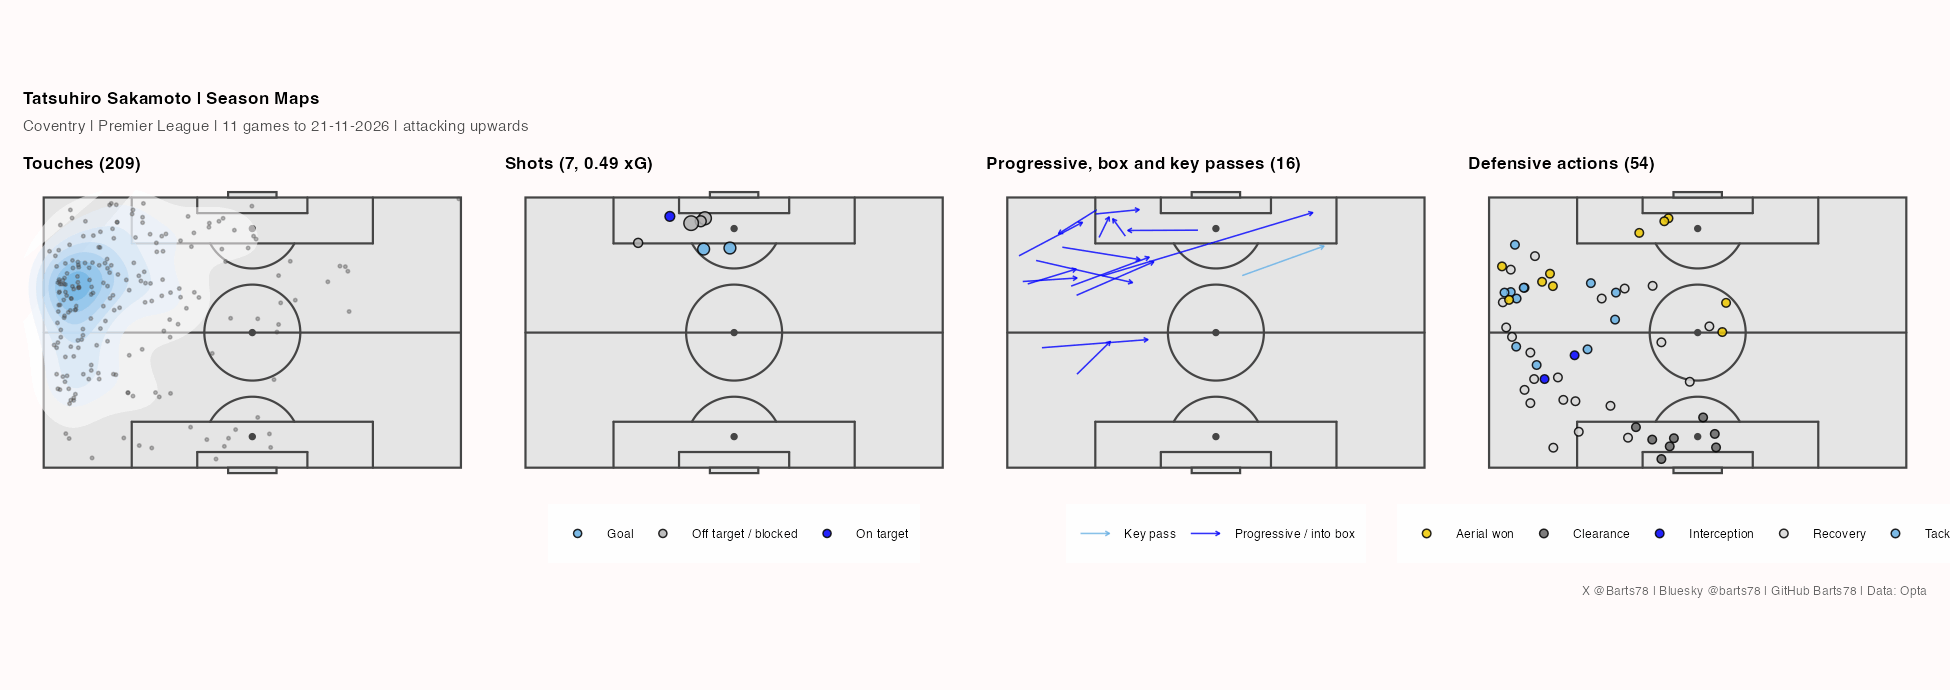 Tatsuhiro Sakamoto | Season Maps
Coventry | Premier League | 11 games to 21-11-2026 | attacking upwards
Touches (209)
Shots (7, 0.49 xG)
Progressive, box and key passes (16)
Defensive actions (54)
Goal
Off target / blocked
On target
Key pass
Progressive / into box
Aerial won
Clearance
Interception
Recovery
Tack
X @Barts78 | Bluesky @barts78 | GitHub Barts78 | Data: Opta